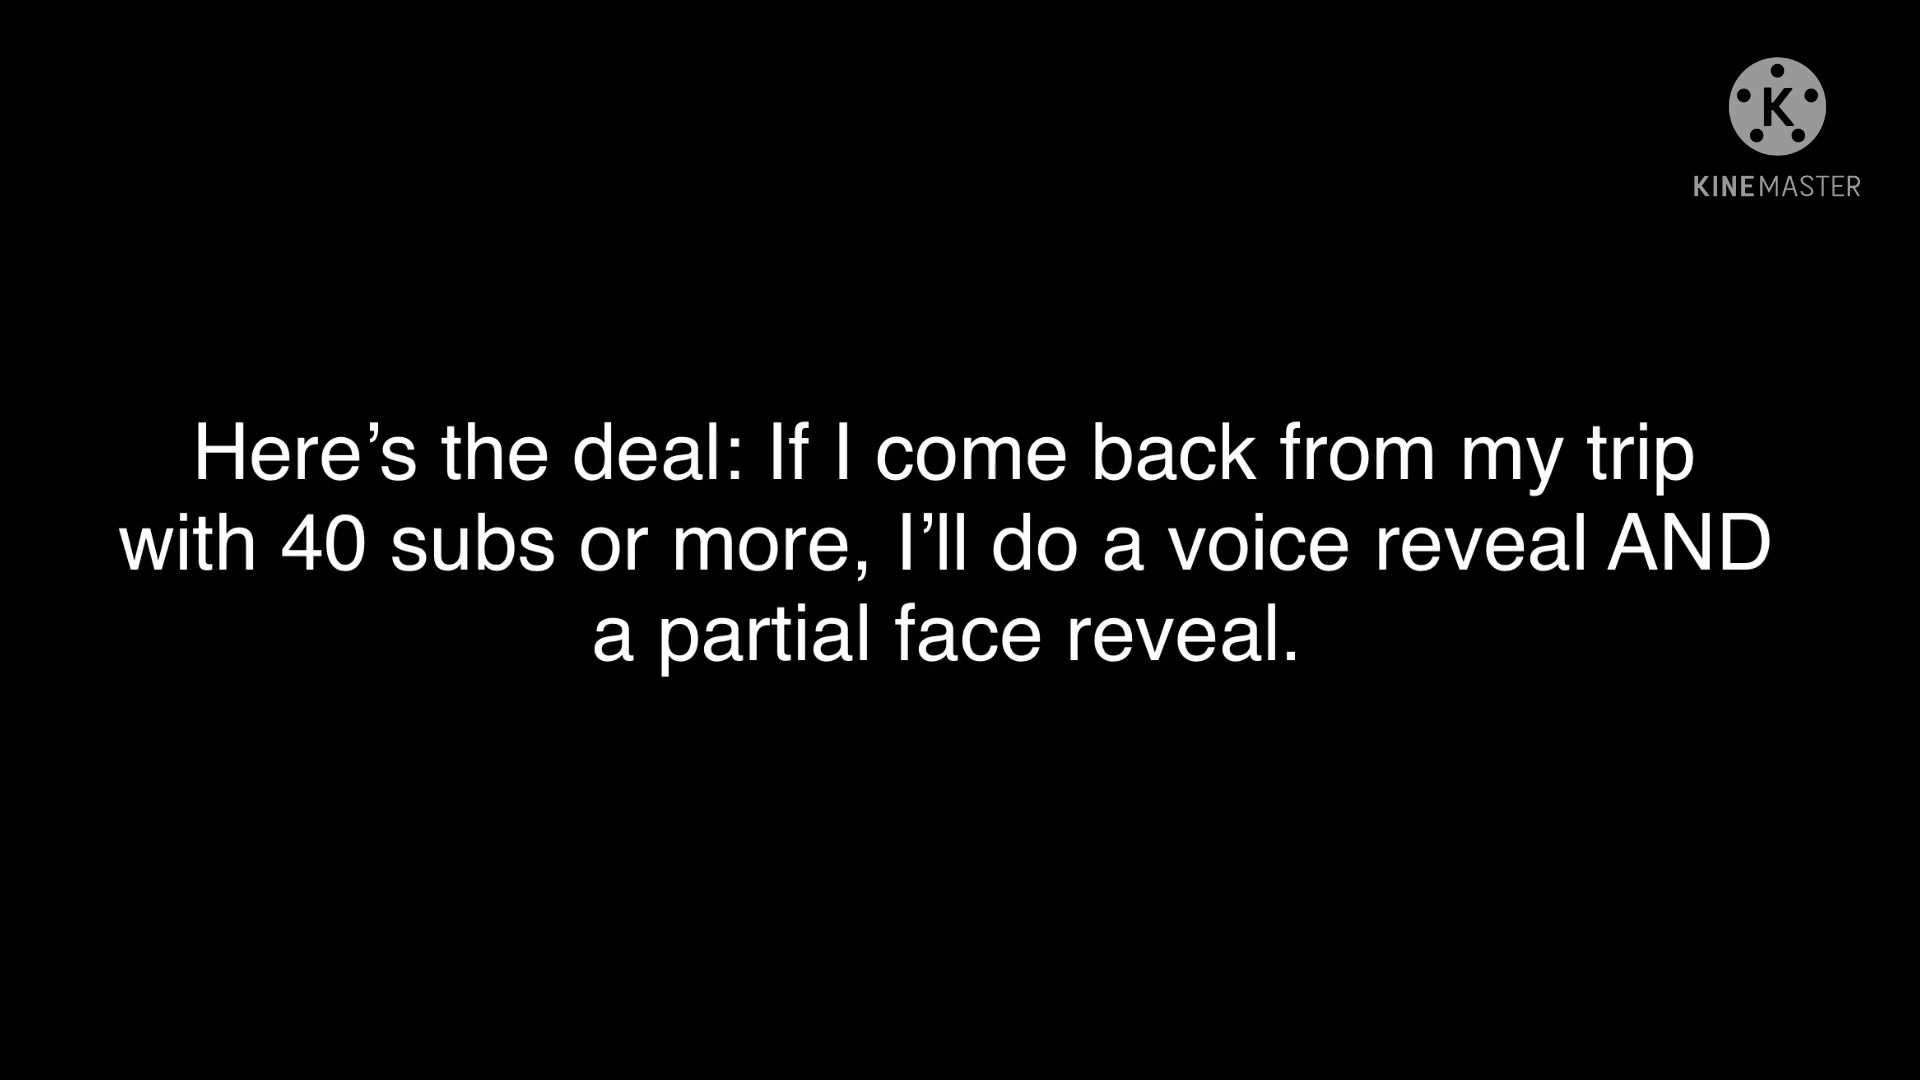 K
KINEMASTER
Here’s the deal: If I come back from my trip
with 40 subs or more, I’ll do a voice reveal AND
a partial face reveal.